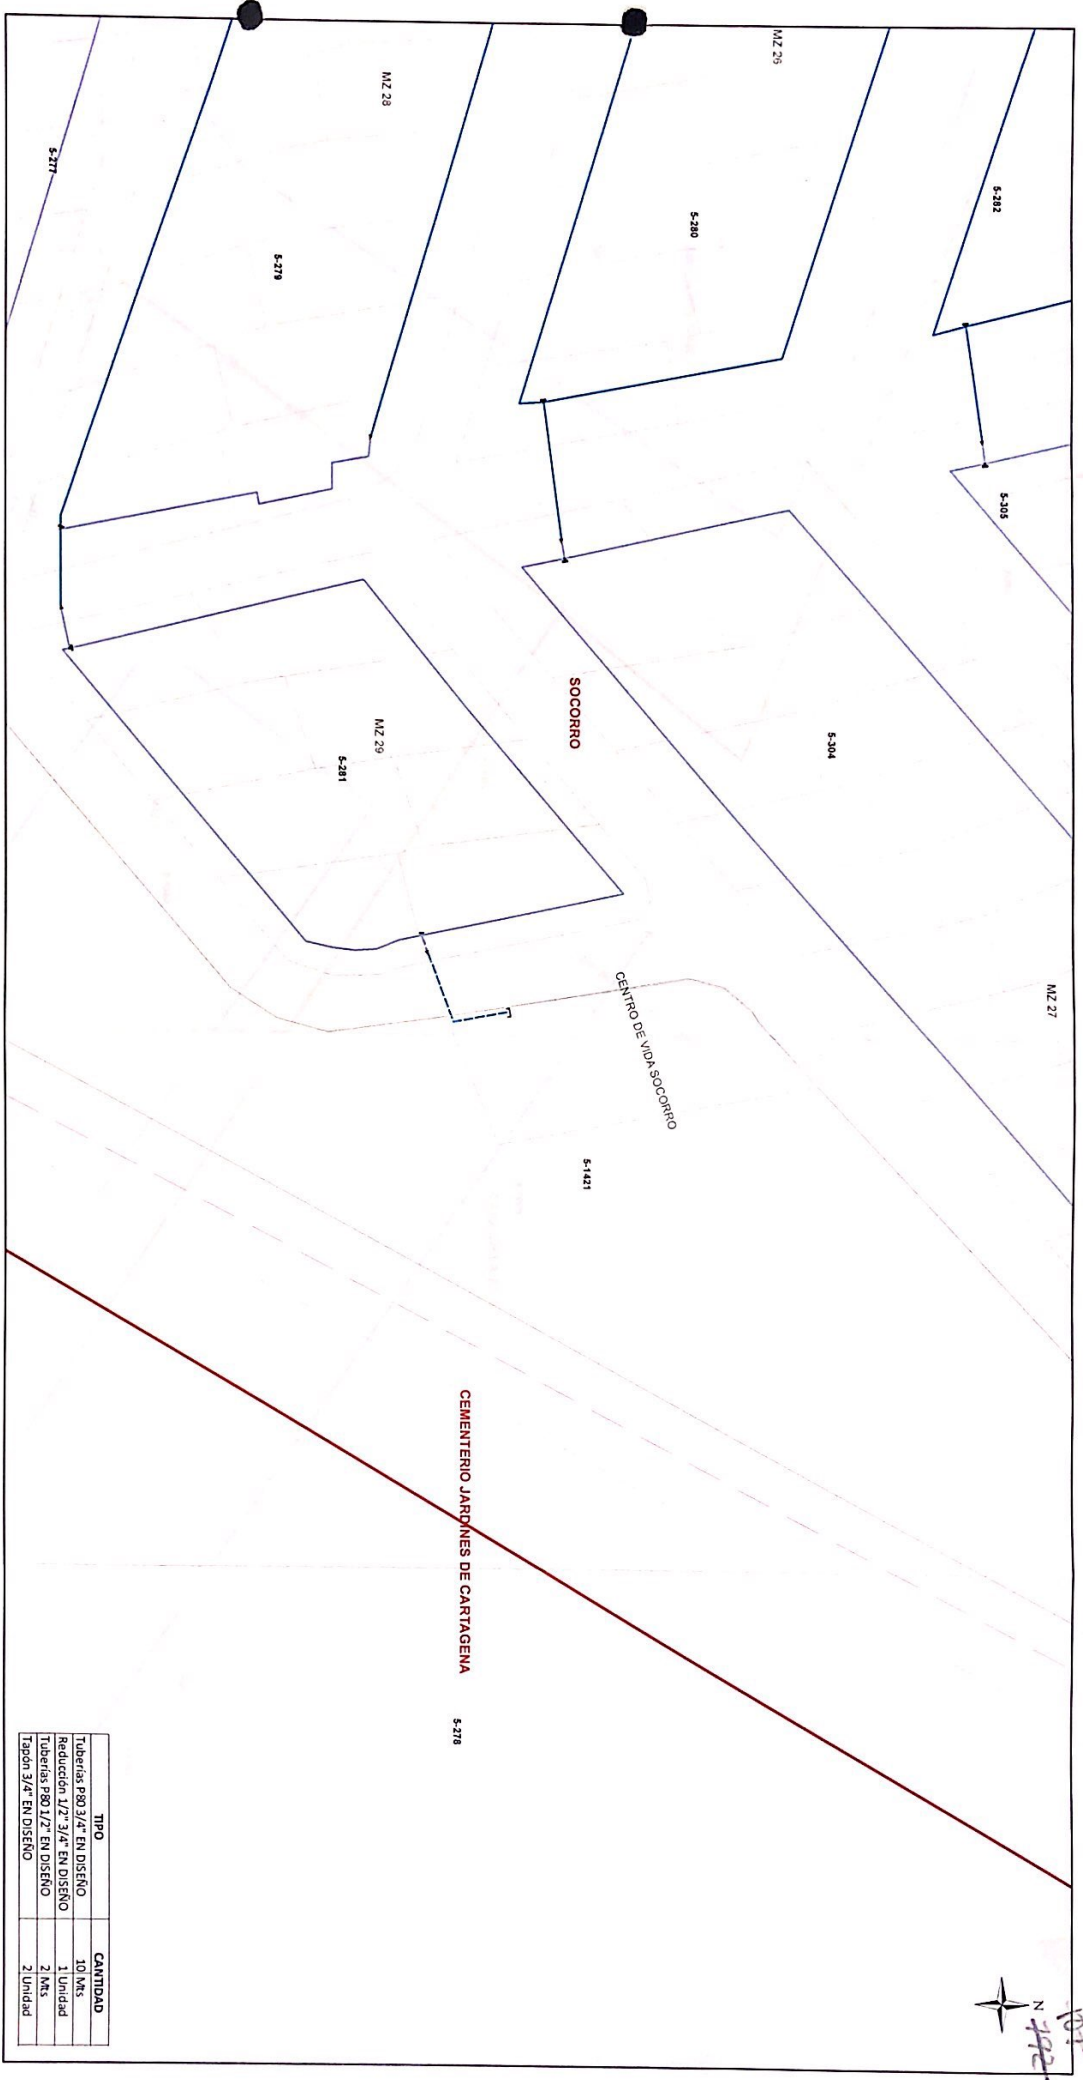 MZ 28
MZ 26
5-277
5-279
5-280
5-282
5-305
SOCORRO
5-304
MZ 29
5-281
MZ 27
CENTRO DE VIDA SOCORRO
5-1421
CEMENTERIO JARDINES DE CARTAGENA
5-278
N
TIPO CANTIDAD
Tuberías P80 3/4" EN DISEÑO 10 Mts
Reducción 1/2" 3/4" EN DISEÑO 1 Unidad
Tuberías P80 1/2" EN DISEÑO 2 Mts
Tapón 3/4" EN DISEÑO 2 Unidad